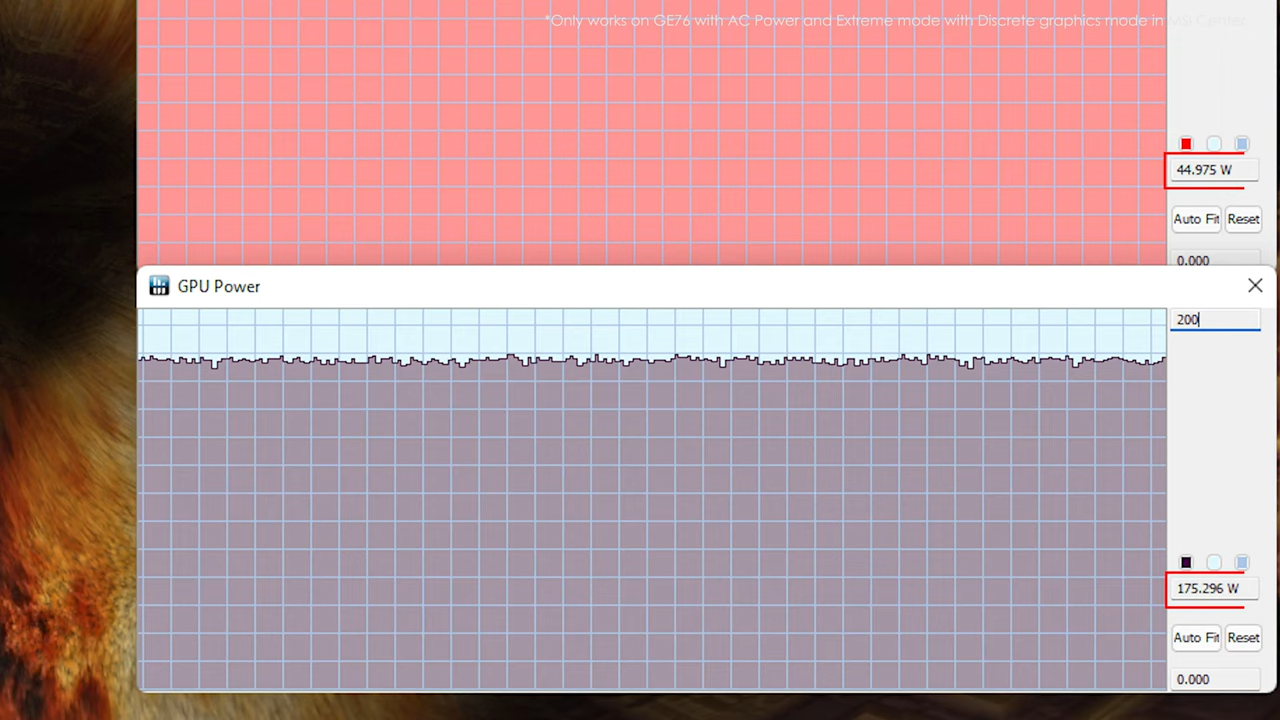 *Only works on GE76 with AC Power and Extreme mode with Discrete graphics mode in MSI Center
44.975 W
Auto Fit Reset
0.000
GPU Power
200
175.296 W
Auto Fit Reset
0.000